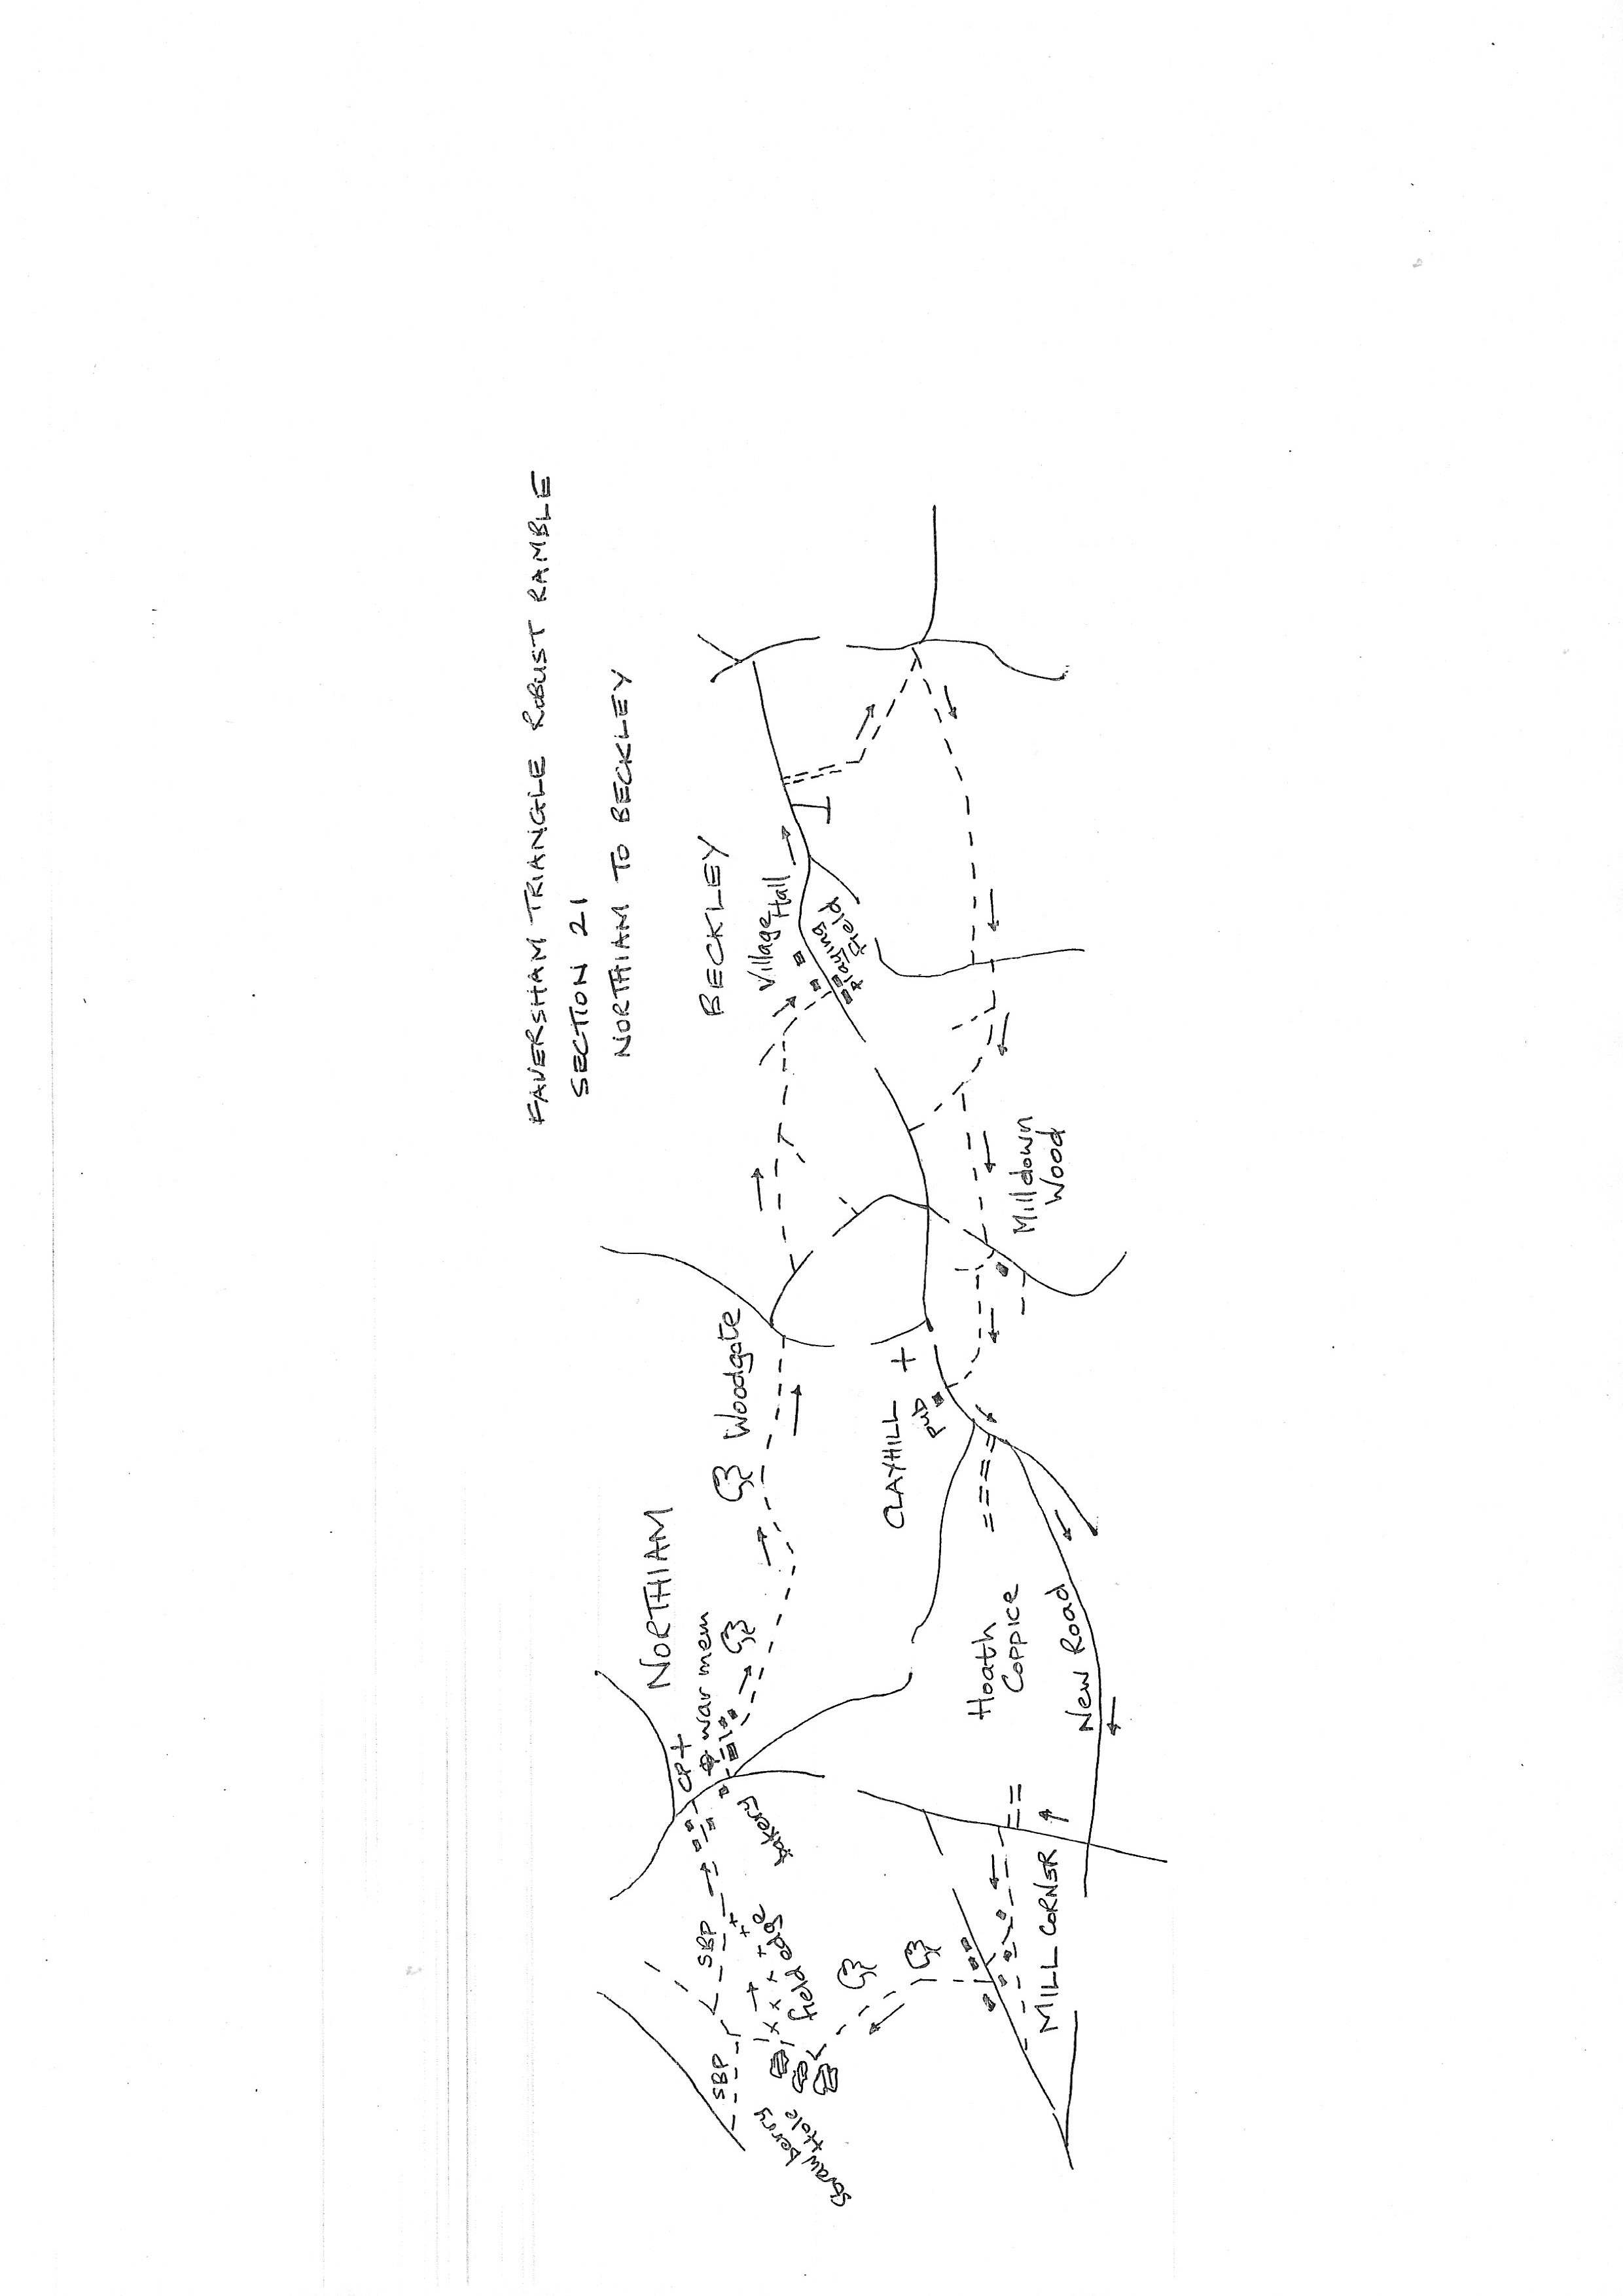 FAVERSHAM TRIANGLE ROBUST RAMBLE
SECTION 21
NORTHIAM TO BECKLEY
NORTHIAM
CP
war mem
bakery
SBP
SBP
field edge
Strawberry
Hole
Woodgate
BECKLEY
Village
Hall
Playing
Field
CLAYHILL
pub
Milldown
Wood
Hoath
Coppice
New Road
MILL CORNER